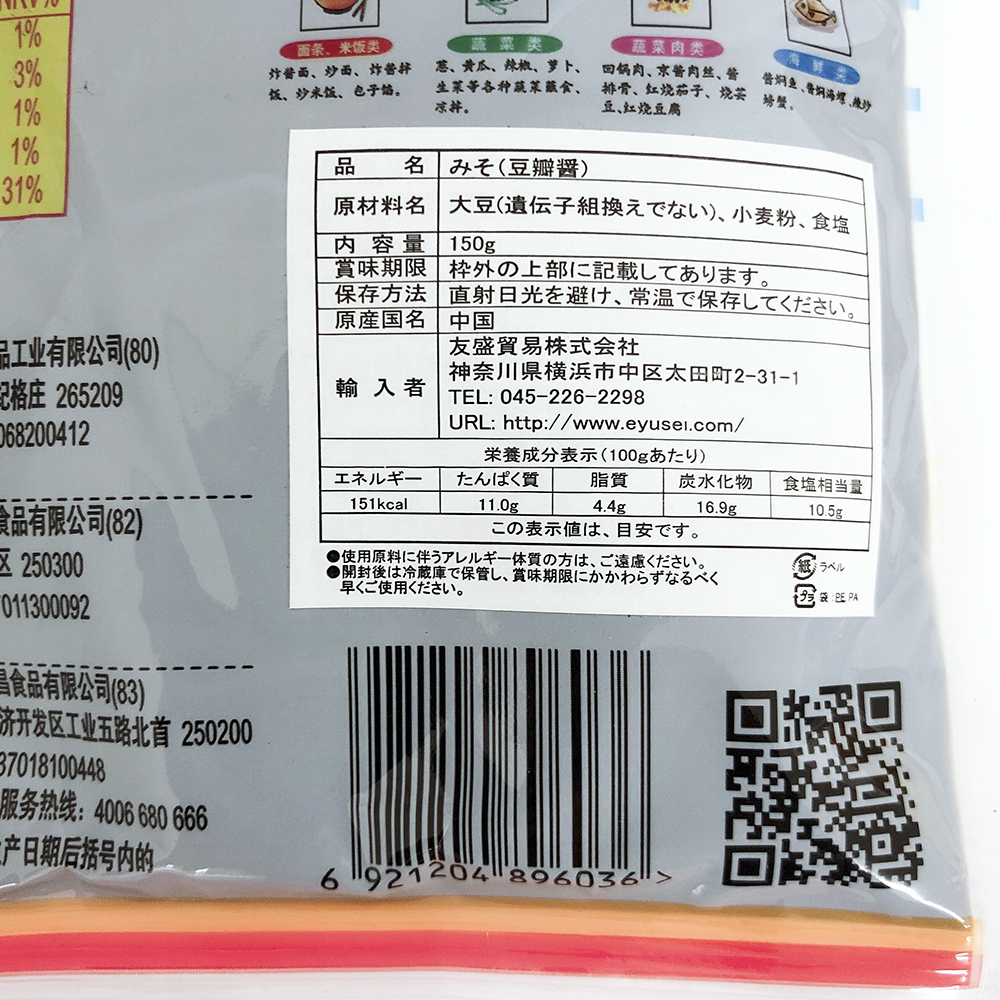 NRV%
1%
3%
1%
1%
31%
面条、米饭类
炸酱面、炒面、炸酱拌
饭、炒米饭、包子馅。
蔬菜类
葱、黄瓜、辣椒、萝卜、
生菜等各种蔬菜蘸食、
凉拌。
蔬菜肉类
回锅肉、京酱肉丝、酱
排骨、红烧茄子、烧芸
豆、红烧豆腐
海鲜类
酱焖鱼、酱焖海螺、辣炒
螃蟹。
品名 みそ(豆瓣醤)
原材料名 大豆(遺伝子組換えでない)、小麦粉、食塩
内容量 150g
賞味期限 枠外の上部に記載してあります。
保存方法 直射日光を避け、常温で保存してください。
原産国名 中国
輸入者 友盛貿易株式会社
神奈川県横浜市中区太田町2-31-1
TEL: 045-226-2298
URL: http://www.eyusei.com/
栄養成分表示(100gあたり)
エネルギー たんぱく質 脂質 炭水化物 食塩相当量
151kcal 11.0g 4.4g 16.9g 10.5g
この表示値は、目安です。
●使用原料に伴うアレルギー体質の方は、ご遠慮ください。
●開封後は冷蔵庫で保管し、賞味期限にかかわらずなるべく
早くご使用ください。
紙 ラベル
プラ 袋:PE,PA
品工业有限公司(80)
纪格庄 265209
068200412
食品有限公司(82)
区 250300
7011300092
昌食品有限公司(83)
济开发区工业五路北首 250200
37018100448
服务热线: 4006 680 666
产日期后括号内的
6 921204 896036 >